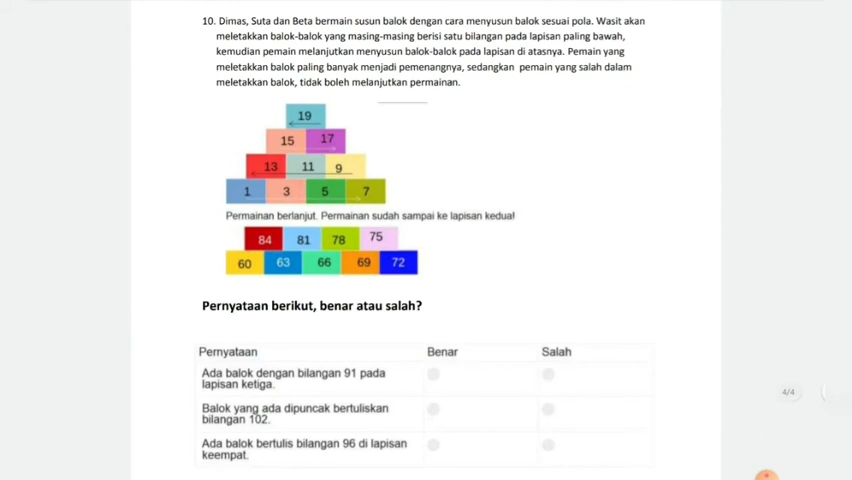 10. Dimas, Suta dan Beta bermain susun balok dengan cara menyusun balok sesuai pola. Wasit akan
meletakkan balok-balok yang masing-masing berisi satu bilangan pada lapisan paling bawah,
kemudian pemain melanjutkan menyusun balok-balok pada lapisan di atasnya. Pemain yang
meletakkan balok paling banyak menjadi pemenangnya, sedangkan pemain yang salah dalam
meletakkan balok, tidak boleh melanjutkan permainan.
19
15 17
13 11 9
1 3 5 7
Permainan berlanjut. Permainan sudah sampai ke lapisan kedua!
84 81 78 75
60 63 66 69 72
Pernyataan berikut, benar atau salah?
Pernyataan Benar Salah
Ada balok dengan bilangan 91 pada
lapisan ketiga.
Balok yang ada dipuncak bertuliskan
bilangan 102.
Ada balok bertulis bilangan 96 di lapisan
keempat.
4/4